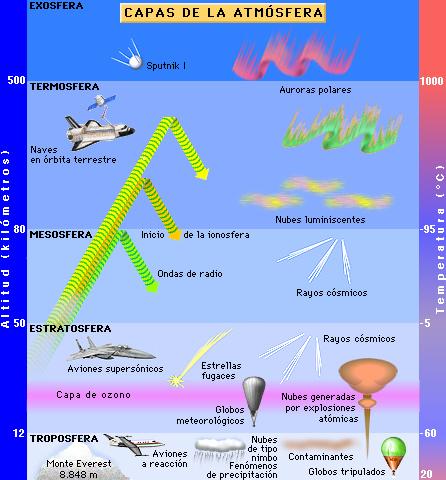 CAPAS DE LA ATMÓSFERA
EXOSFERA
Sputnik I
Auroras polares
500
1000
TERMOSFERA
Naves
en órbita terrestre
Nubes luminiscentes
80
-95
MESOSFERA
Inicio de la ionosfera
Ondas de radio
Rayos cósmicos
50
-5
ESTRATOSFERA
Rayos cósmicos
Aviones supersónicos
Estrellas
fugaces
Capa de ozono
Globos
meteorológicos
Nubes generadas
por explosiones
atómicas
12
-60
TROPOSFERA
Monte Everest
8.848 m
Aviones
a reacción
Nubes
de tipo
nimbo
Fenómenos
de precipitación
Contaminantes
Globos tripulados
20
Altitud (kilómetros)
Temperatura (°C)